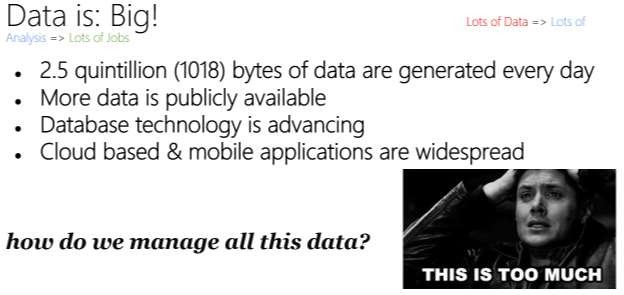 Data is: Big!
Lots of Data => Lots of
Analysis => Lots of Jobs
• 2.5 quintillion (1018) bytes of data are generated every day
• More data is publicly available
• Database technology is advancing
• Cloud based & mobile applications are widespread
how do we manage all this data?
THIS IS TOO MUCH